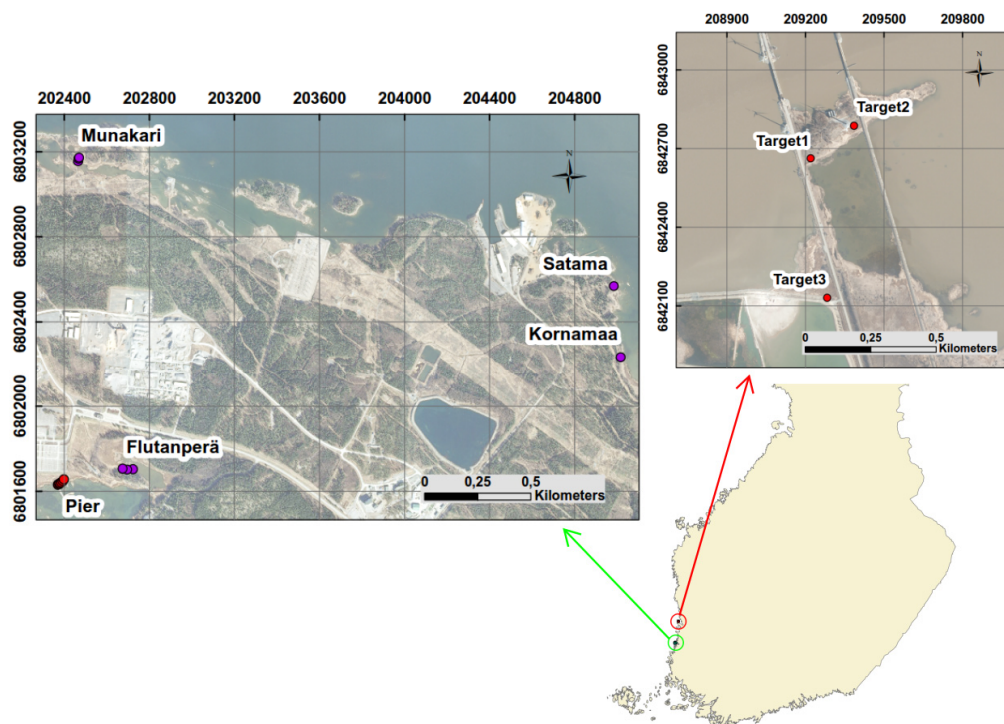 202400 202800 203200 203600 204000 204400 204800
6803200
6802800
6802400
6802000
6801600
Munakari
Satama
Kornamaa
Flutanperä
Pier
0 0,25 0,5
Kilometers
208900 209200 209500 209800
6843000
6842700
6842400
6842100
Target2
Target1
Target3
0 0,25 0,5
Kilometers